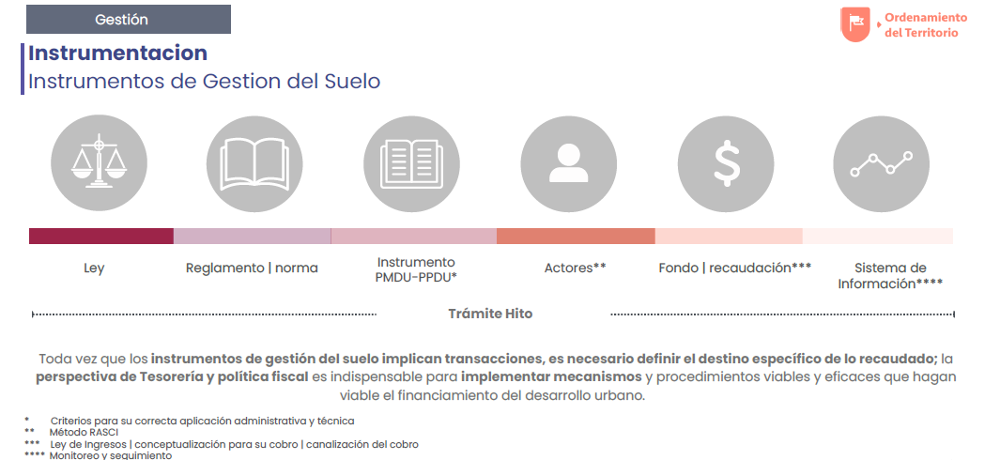 Gestión
Ordenamiento
del Territorio
Instrumentacion
Instrumentos de Gestion del Suelo
$
Ley
Reglamento | norma
Instrumento
PMDU-PPDU*
Actores**
Fondo | recaudación***
Sistema de
Información****
Trámite Hito
Toda vez que los instrumentos de gestión del suelo implican transacciones, es necesario definir el destino específico de lo recaudado; la
perspectiva de Tesorería y política fiscal es indispensable para implementar mecanismos y procedimientos viables y eficaces que hagan
viable el financiamiento del desarrollo urbano.
* Criterios para su correcta aplicación administrativa y técnica
** Método RASCI
*** Ley de Ingresos | conceptualización para su cobro | canalización del cobro
**** Monitoreo y seguimiento